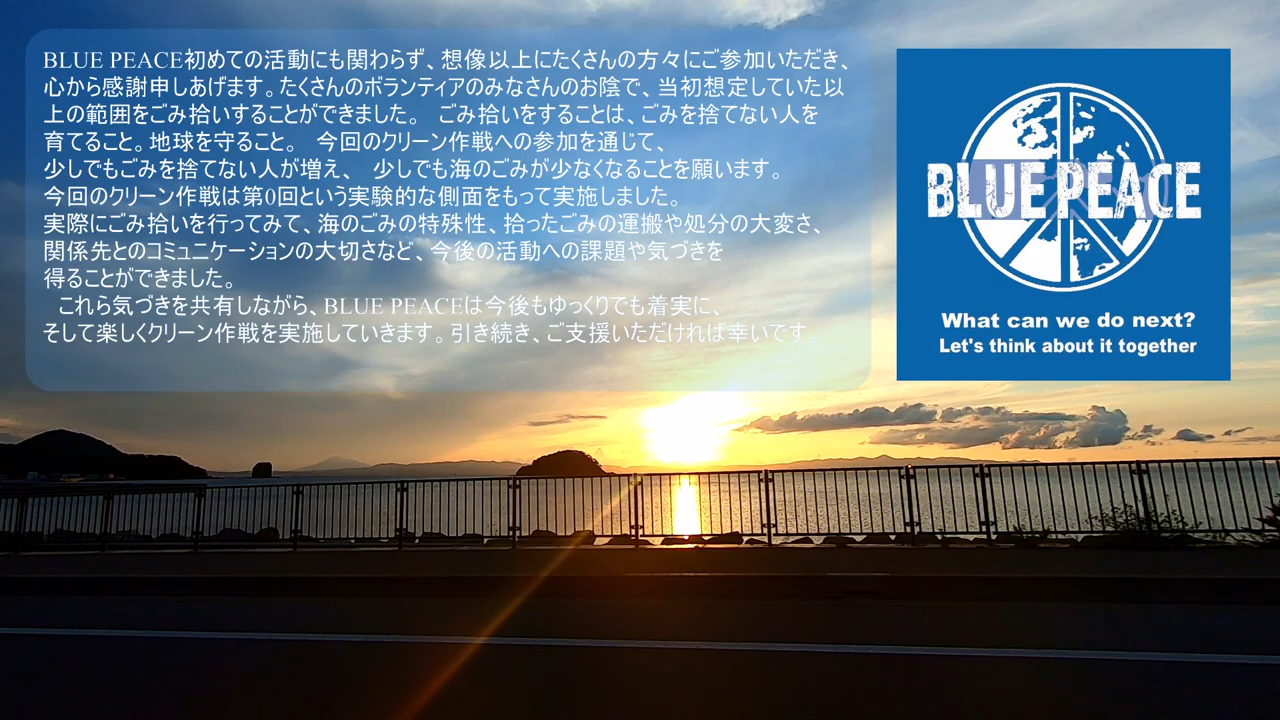 BLUE PEACE初めての活動にも関わらず、想像以上にたくさんの方々にご参加いただき、
心から感謝申しあげます。たくさんのボランティアのみなさんのお陰で、当初想定していた以
上の範囲をごみ拾いすることができました。　ごみ拾いをすることは、ごみを捨てない人を
育てること。地球を守ること。　今回のクリーン作戦への参加を通じて、
少しでもごみを捨てない人が増え、　少しでも海のごみが少なくなることを願います。
今回のクリーン作戦は第0回という実験的な側面をもって実施しました。
実際にごみ拾いを行ってみて、海のごみの特殊性、拾ったごみの運搬や処分の大変さ、
関係先とのコミュニケーションの大切さなど、今後の活動への課題や気づきを
得ることができました。
これら気づきを共有しながら、BLUE PEACEは今後もゆっくりでも着実に、
そして楽しくクリーン作戦を実施していきます。引き続き、ご支援いただければ幸いです。
BLUE PEACE
What can we do next?
Let's think about it together